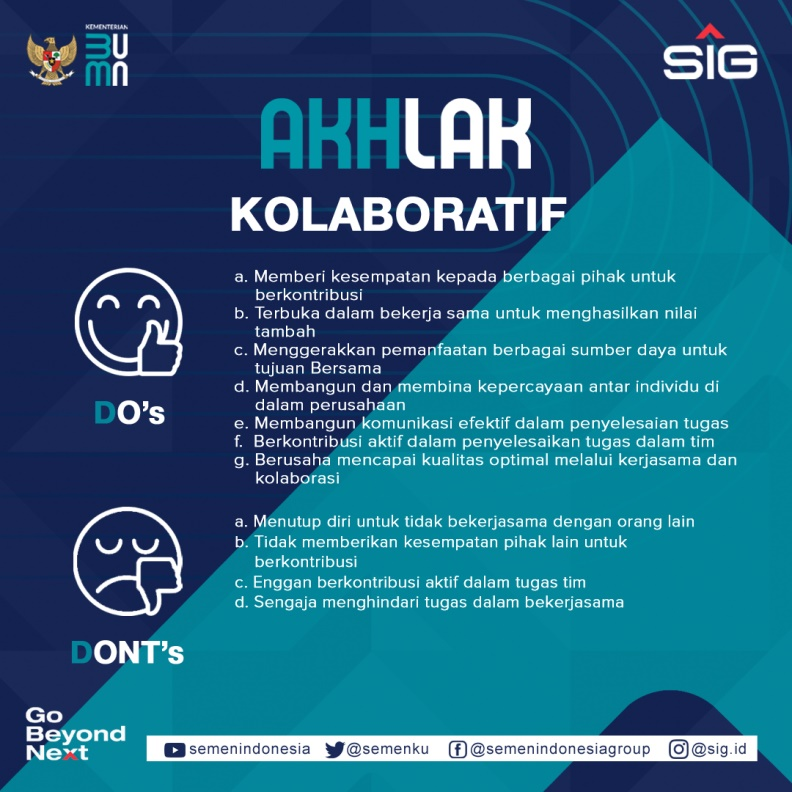 KEMENTERIAN
BUMN
SIG
AKHLAK
KOLABORATIF
a. Memberi kesempatan kepada berbagai pihak untuk
berkontribusi
b. Terbuka dalam bekerja sama untuk menghasilkan nilai
tambah
c. Menggerakkan pemanfaatan berbagai sumber daya untuk
tujuan Bersama
d. Membangun dan membina kepercayaan antar individu di
dalam perusahaan
e. Membangun komunikasi efektif dalam penyelesaian tugas
f. Berkontribusi aktif dalam penyelesaikan tugas dalam tim
g. Berusaha mencapai kualitas optimal melalui kerjasama dan
kolaborasi
DO's
a. Menutup diri untuk tidak bekerjasama dengan orang lain
b. Tidak memberikan kesempatan pihak lain untuk
berkontribusi
c. Enggan berkontribusi aktif dalam tugas tim
d. Sengaja menghindari tugas dalam bekerjasama
DONT's
Go
Beyond
Next
semenindonesia @semenku @semenindonesiagroup @sig.id